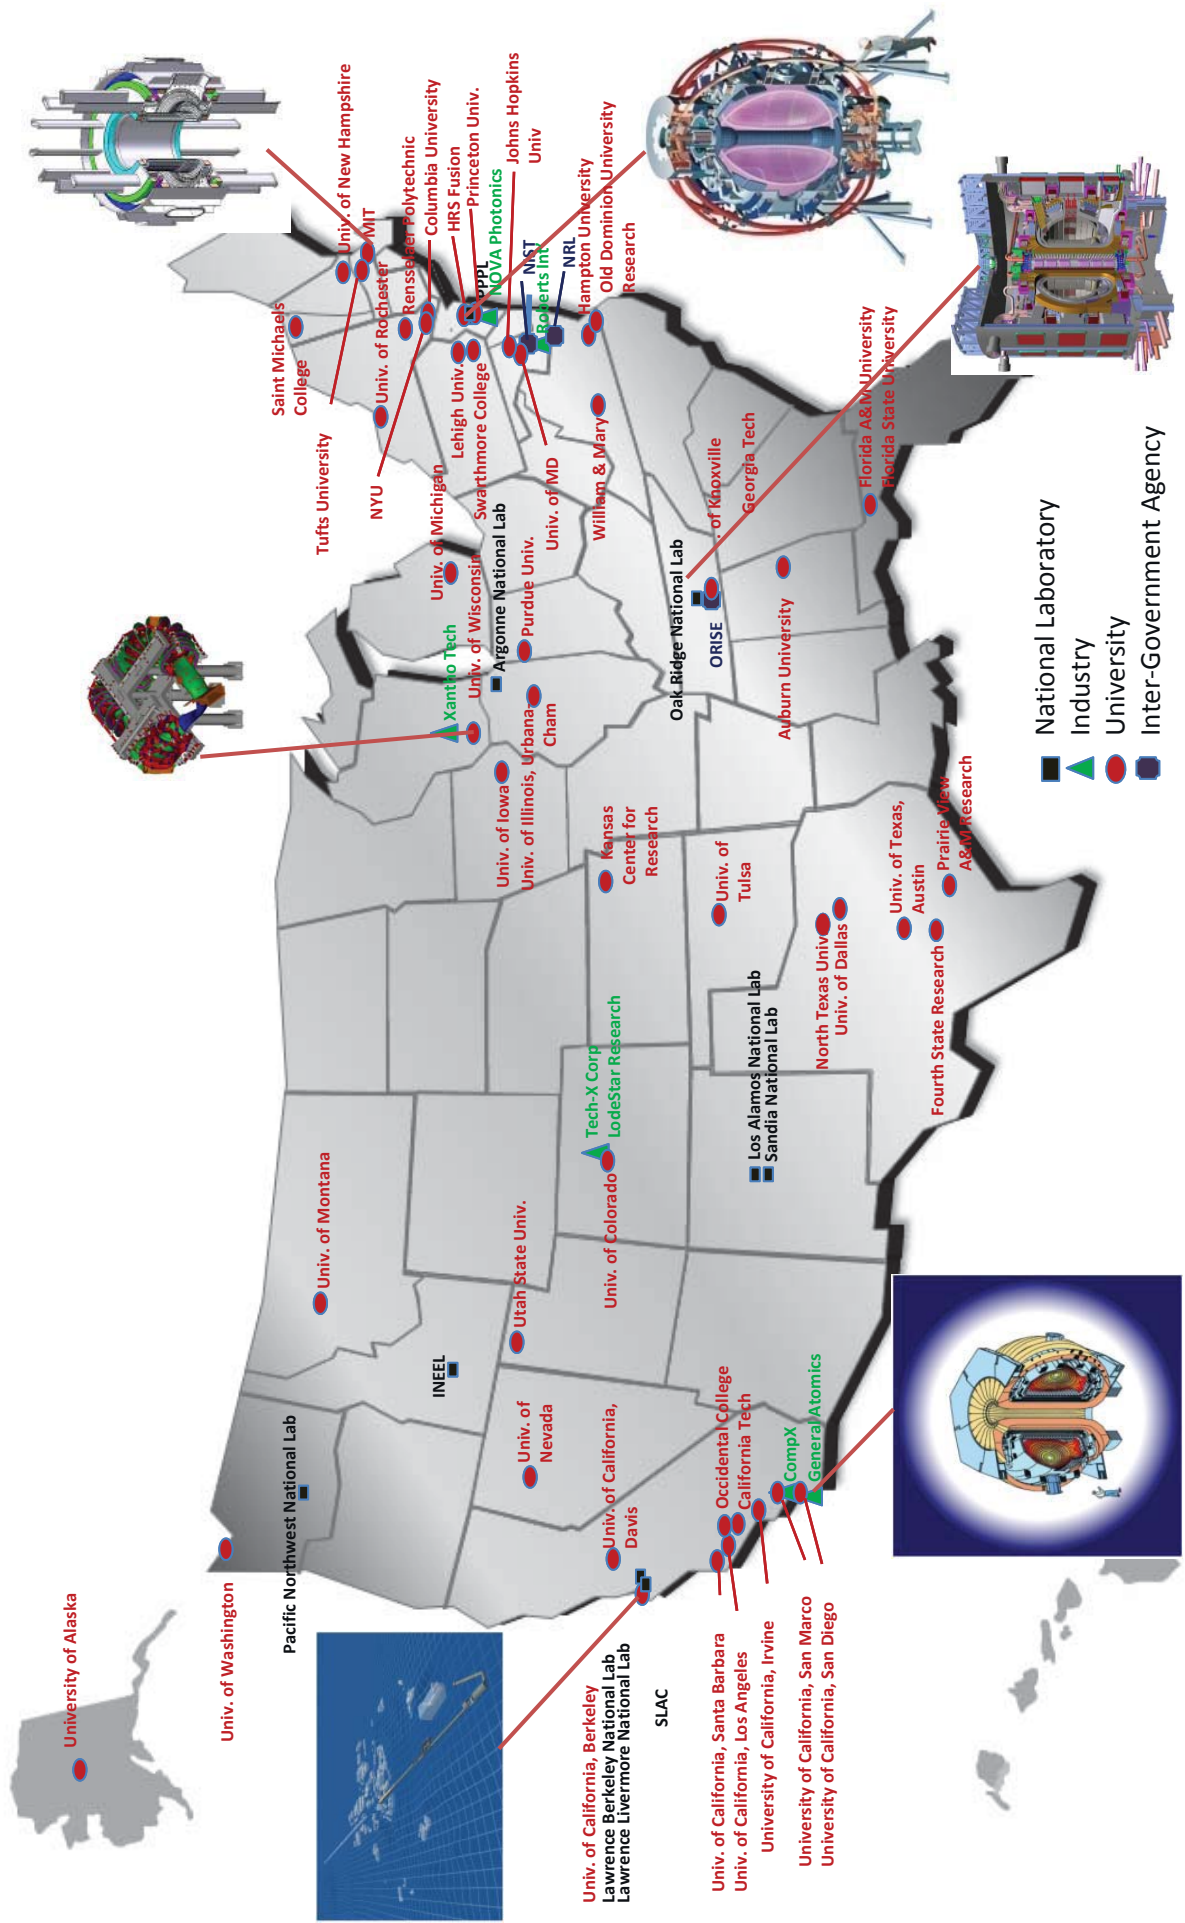 University of Alaska
Univ. of Washington
Pacific Northwest National Lab
Univ. of Montana
INEEL
Utah State Univ.
Univ. of
Nevada
Univ. of California,
Davis
Univ. of California, Berkeley
Lawrence Berkeley National Lab
Lawrence Livermore National Lab
SLAC
Occidental College
California Tech
Univ. of California, Santa Barbara
Univ. of California, Los Angeles
University of California, Irvine
CompX
General Atomics
University of California, San Marco
University of California, San Diego
Tech-X Corp
LodeStar Research
Univ. of Colorado
Los Alamos National Lab
Sandia National Lab
Kansas
Center for
Research
Univ. of
Tulsa
North Texas Univ
Univ. of Dallas
Univ. of Texas,
Austin
Prairie View
A&M Research
Fourth State Research
Xantho Tech
Univ. of Wisconsin
Argonne National Lab
Univ. of Iowa
Univ. of Illinois, Urbana-
Cham
Purdue Univ.
Univ. of Michigan
Oak Ridge National Lab
ORISE
. of Knoxville
Georgia Tech
Auburn University
Florida A&M University
Florida State University
Saint Michaels
College
Tufts University
Univ. of New Hampshire
MIT
Univ. of Rochester
Rensselaer Polytechnic
NYU
Columbia University
HRS Fusion
Princeton Univ.
PPPL
NOVA Photonics
Lehigh Univ.
Swarthmore College
Johns Hopkins
Univ
Univ. of MD
NIST
Roberts Int
NRL
William & Mary
Hampton University
Old Dominion University
Research
National Laboratory
Industry
University
Inter-Government Agency